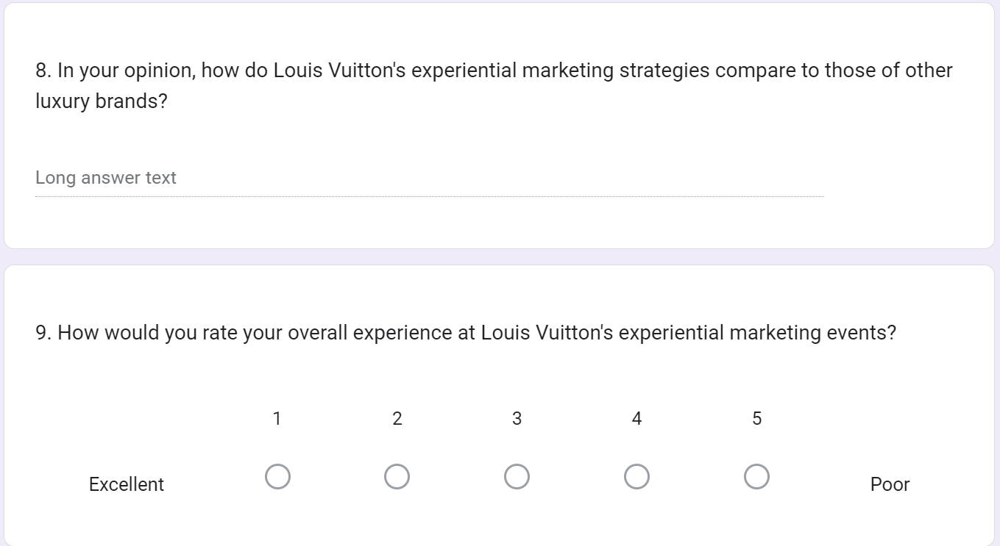 8. In your opinion, how do Louis Vuitton's experiential marketing strategies compare to those of other
luxury brands?
Long answer text
9. How would you rate your overall experience at Louis Vuitton's experiential marketing events?
1 2 3 4 5
Excellent Poor